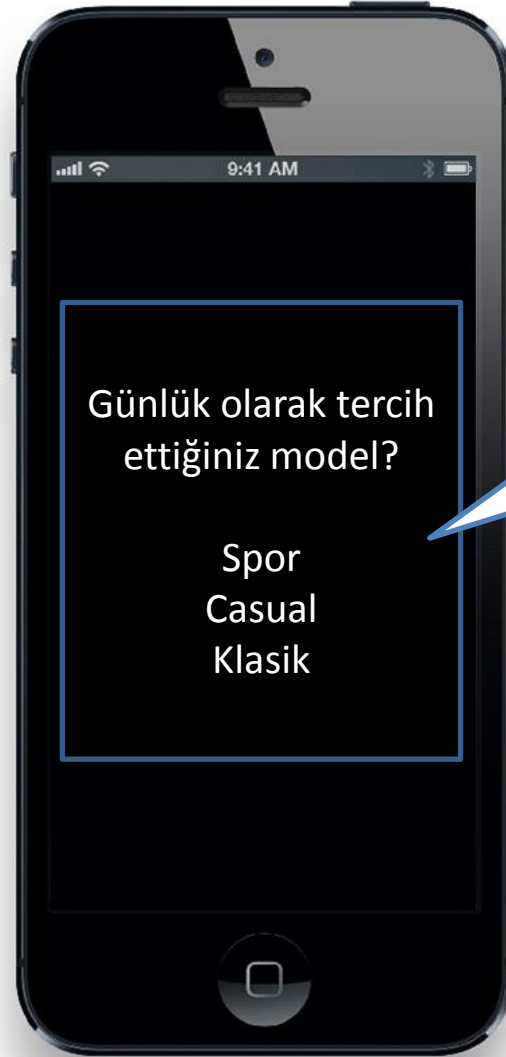 9:41 AM
Günlük olarak tercih
ettiğiniz model?
Spor
Casual
Klasik